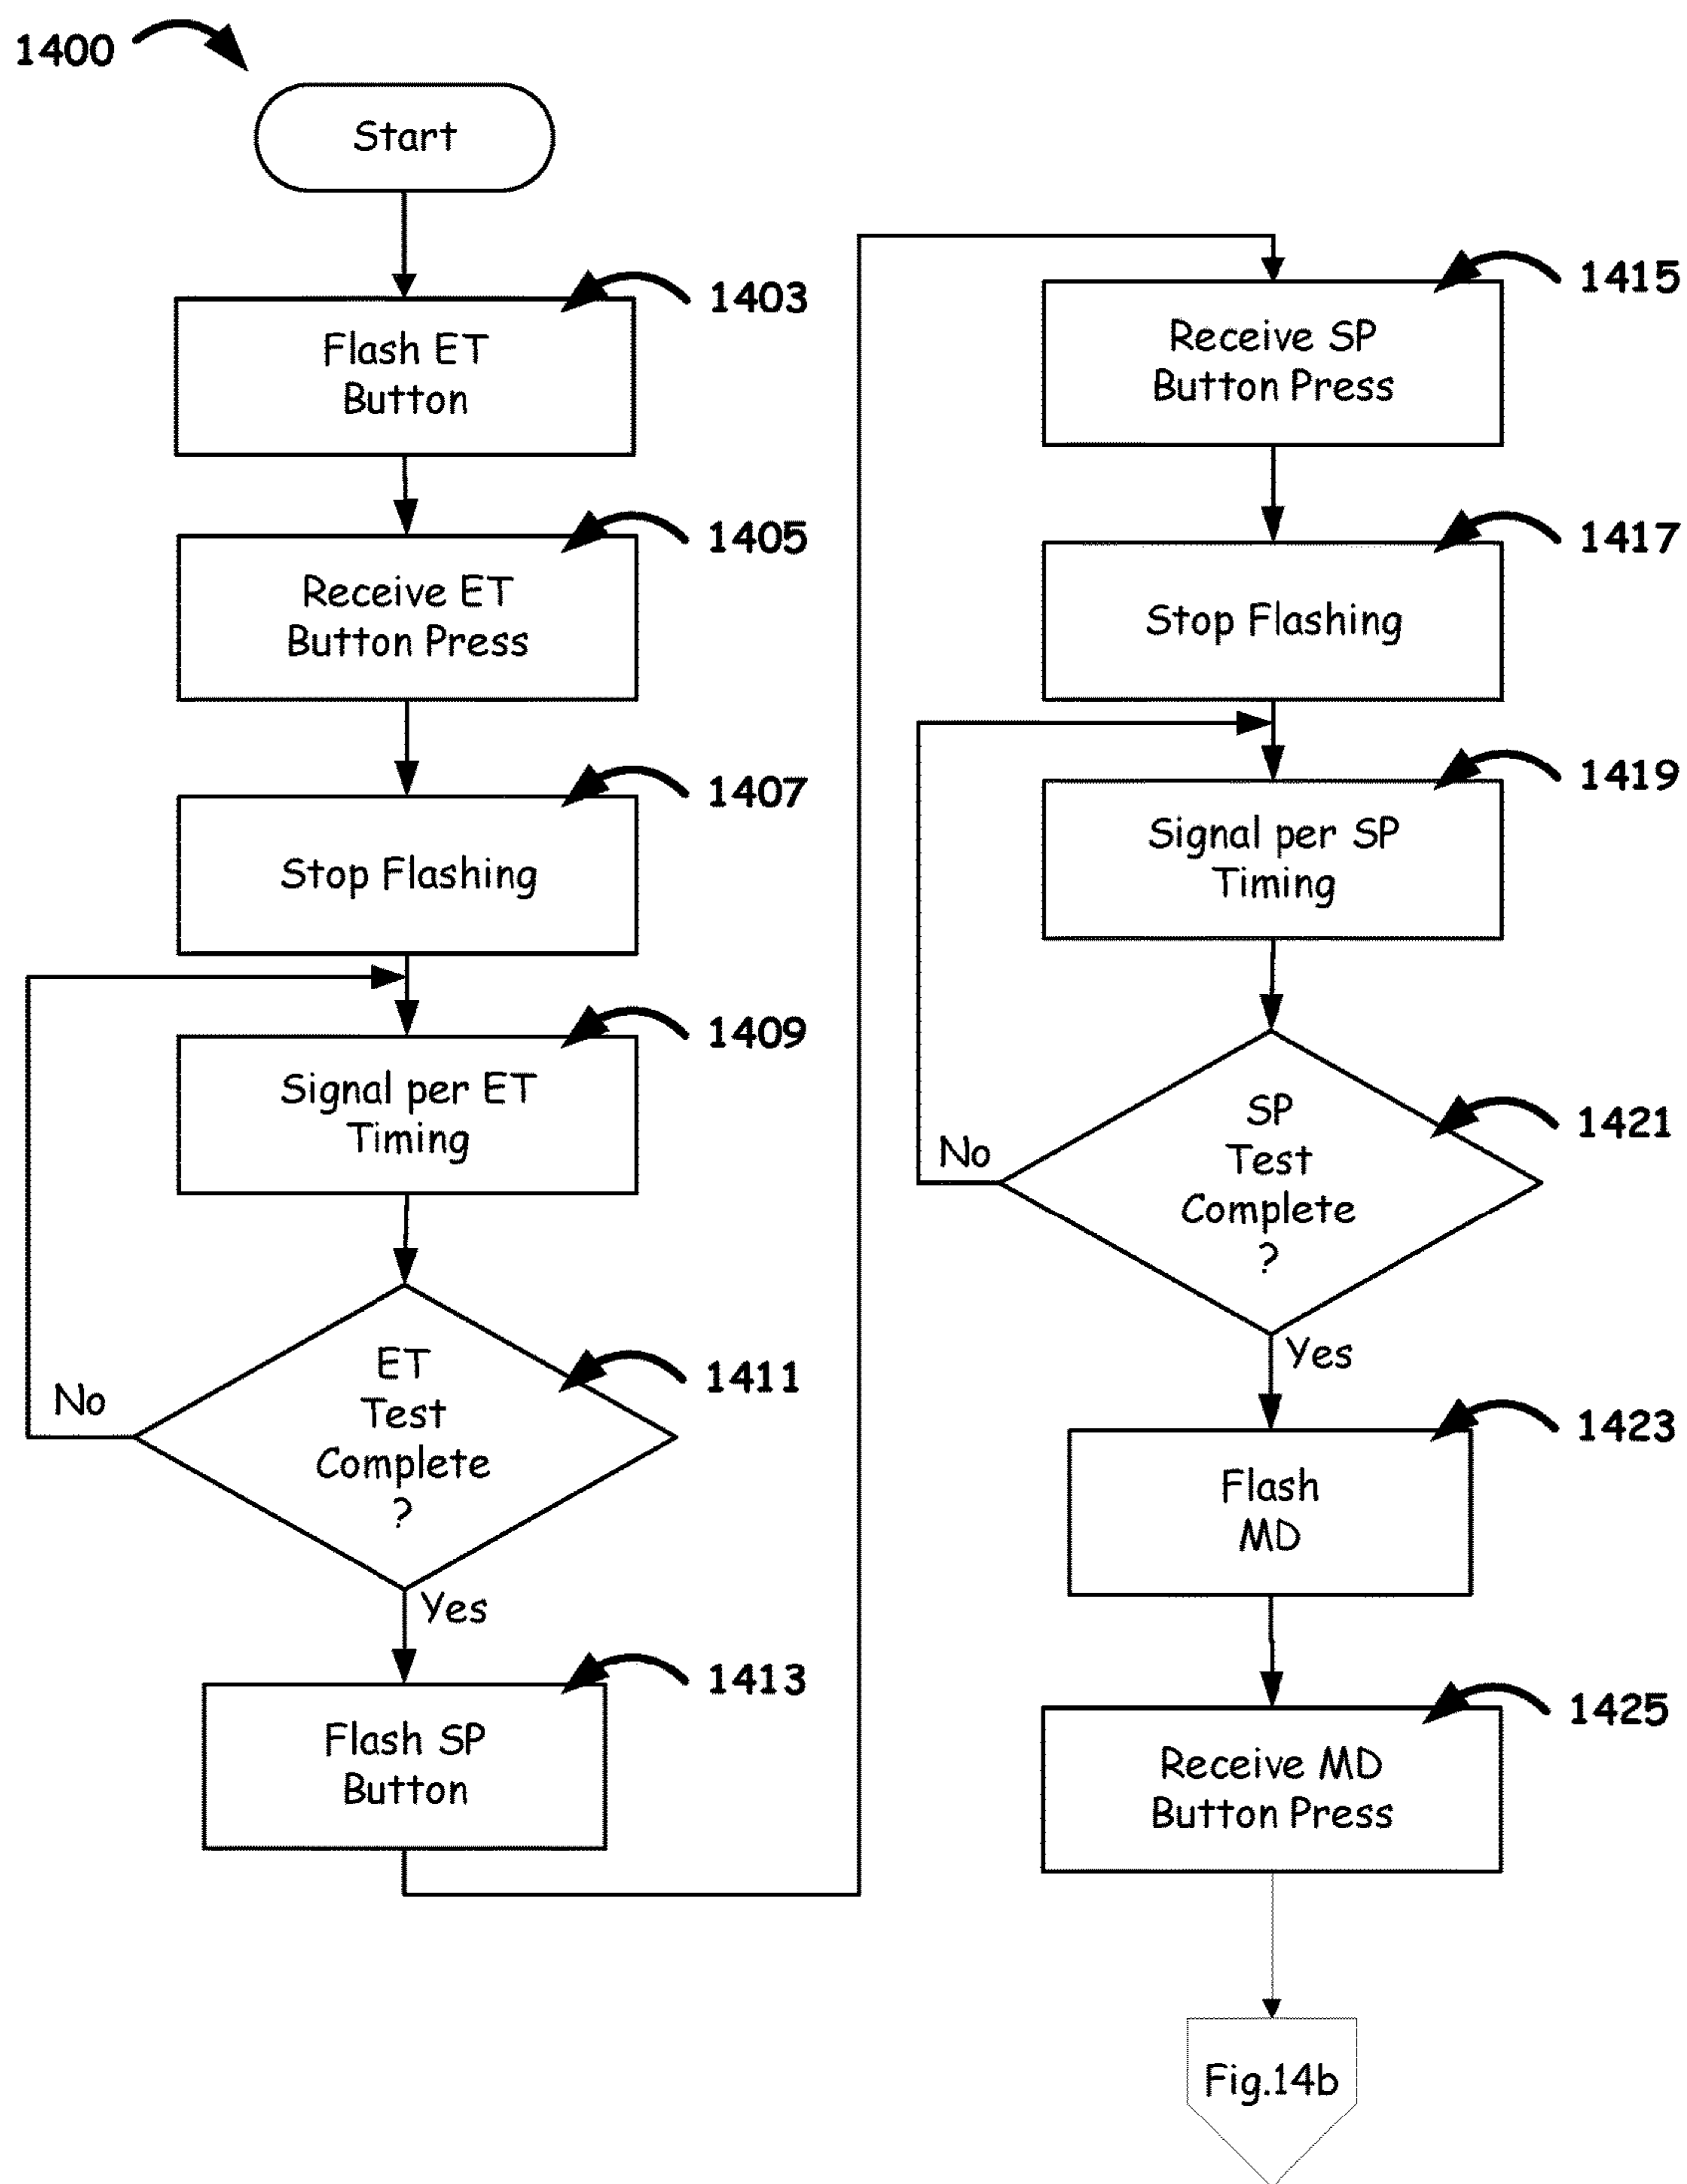 1400
Start
1403
Flash ET
Button
1405
Receive ET
Button Press
1407
Stop Flashing
1409
Signal per ET
Timing
1411
ET
Test
Complete
?
No
Yes
1413
Flash SP
Button
1415
Receive SP
Button Press
1417
Stop Flashing
1419
Signal per SP
Timing
1421
SP
Test
Complete
?
No
Yes
1423
Flash
MD
1425
Receive MD
Button Press
Fig.14b